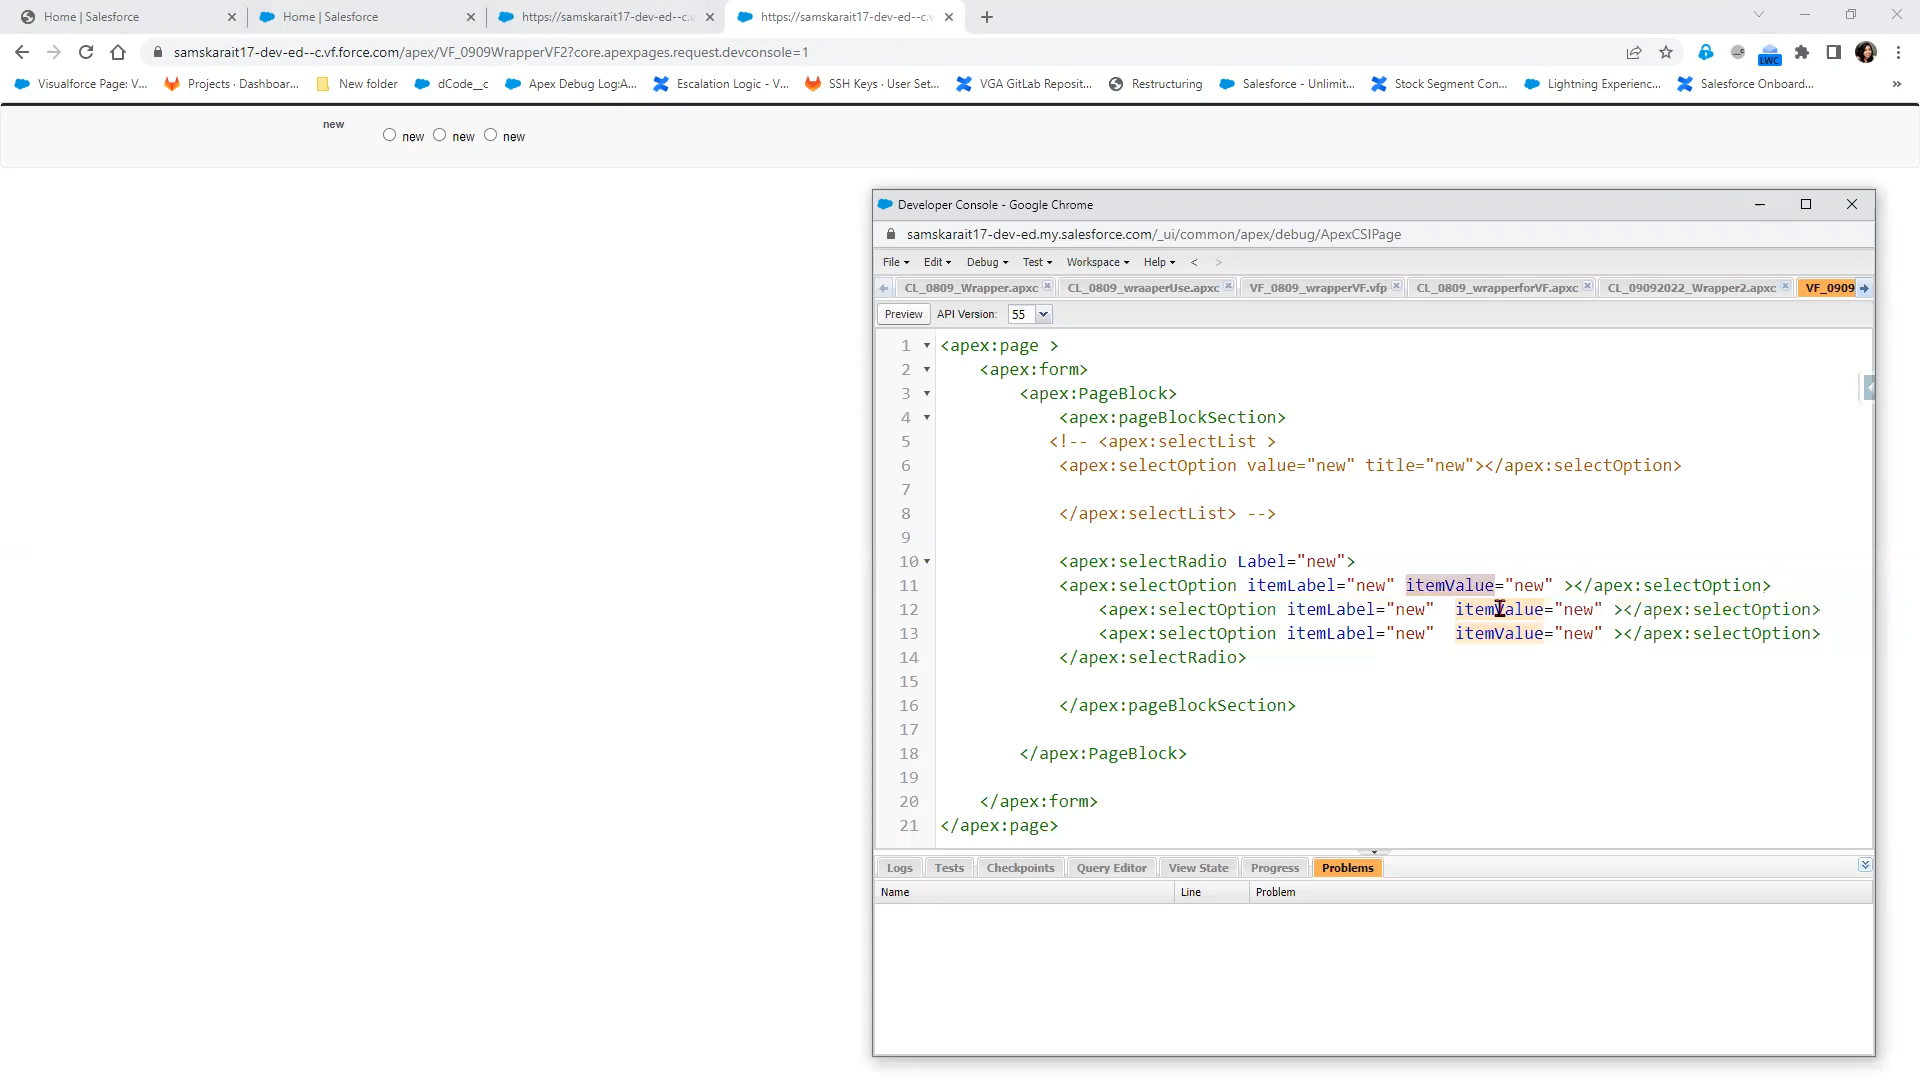 Home | Salesforce
Home | Salesforce
https://samskarait17-dev-ed--c.v
https://samskarait17-dev-ed--c.v
samskarait17-dev-ed--c.vf.force.com/apex/VF_0909WrapperVF2?core.apexpages.request.devconsole=1
LWC
Visualforce Page: V...
Projects · Dashboar...
New folder
dCode__c
Apex Debug Log:A...
Escalation Logic - V...
SSH Keys · User Set...
VGA GitLab Reposit...
Restructuring
Salesforce - Unlimit...
Stock Segment Con...
Lightning Experienc...
Salesforce Onboard...
new
new new new
Developer Console - Google Chrome
samskarait17-dev-ed.my.salesforce.com/_ui/common/apex/debug/ApexCSIPage
File Edit Debug Test Workspace Help < >
CL_0809_Wrapper.apxc CL_0809_wraaperUse.apxc VF_0809_wrapperVF.vfp CL_0809_wrapperforVF.apxc CL_09092022_Wrapper2.apxc VF_0909
Preview API Version: 55
1 <apex:page >
2 <apex:form>
3 <apex:PageBlock>
4 <apex:pageBlockSection>
5 <!-- <apex:selectList >
6 <apex:selectOption value="new" title="new"></apex:selectOption>
7
8 </apex:selectList> -->
9
10 <apex:selectRadio Label="new">
11 <apex:selectOption itemLabel="new" itemValue="new" ></apex:selectOption>
12 <apex:selectOption itemLabel="new" itemValue="new" ></apex:selectOption>
13 <apex:selectOption itemLabel="new" itemValue="new" ></apex:selectOption>
14 </apex:selectRadio>
15
16 </apex:pageBlockSection>
17
18 </apex:PageBlock>
19
20 </apex:form>
21 </apex:page>
Logs Tests Checkpoints Query Editor View State Progress Problems
Name Line Problem